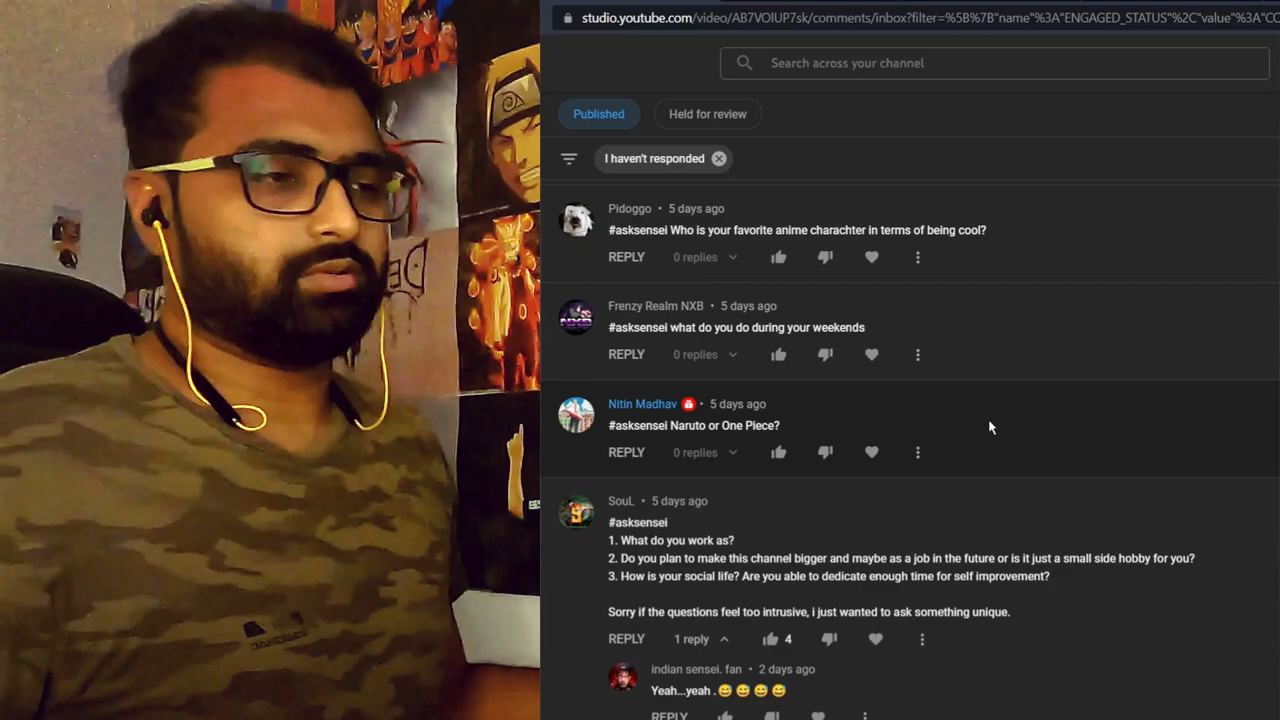 studio.youtube.com/video/AB7VOlUP7sk/comments/inbox?filter=%5B%7B"name"%3A"ENGAGED_STATUS"%2C"value"%3A"CO
Search across your channel
Published
Held for review
I haven't responded
Pidoggo • 5 days ago
#asksensei Who is your favorite anime charachter in terms of being cool?
REPLY 0 replies
Frenzy Realm NXB • 5 days ago
#asksensei what do you do during your weekends
REPLY 0 replies
Nitin Madhav • 5 days ago
#asksensei Naruto or One Piece?
REPLY 0 replies
SouL • 5 days ago
#asksensei
1. What do you work as?
2. Do you plan to make this channel bigger and maybe as a job in the future or is it just a small side hobby for you?
3. How is your social life? Are you able to dedicate enough time for self improvement?
Sorry if the questions feel too intrusive, i just wanted to ask something unique.
REPLY 1 reply 4
indian sensei. fan • 2 days ago
Yeah...yeah .😅😅😅😅
REPLY